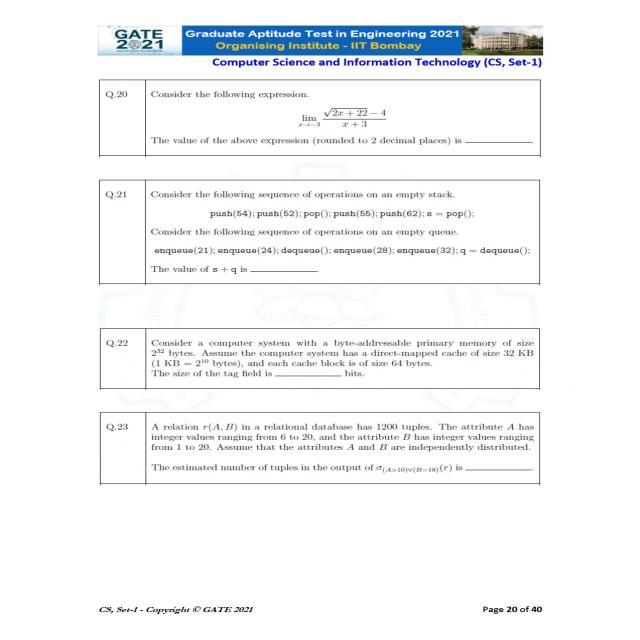 GATE
2021
Graduate Aptitude Test in Engineering 2021
Organising Institute - IIT Bombay
Computer Science and Information Technology (CS, Set-1)
Q.20 Consider the following expression.
lim x→-3 (√(2x + 22) - 4)/(x + 3)
The value of the above expression (rounded to 2 decimal places) is ________
Q.21 Consider the following sequence of operations on an empty stack.
push(54); push(52); pop(); push(55); push(62); s = pop();
Consider the following sequence of operations on an empty queue.
enqueue(21); enqueue(24); dequeue(); enqueue(28); enqueue(32); q = dequeue();
The value of s + q is ________
Q.22 Consider a computer system with a byte-addressable primary memory of size
2^32 bytes. Assume the computer system has a direct-mapped cache of size 32 KB
(1 KB = 2^10 bytes), and each cache block is of size 64 bytes.
The size of the tag field is ________ bits.
Q.23 A relation r(A, B) in a relational database has 1200 tuples. The attribute A has
integer values ranging from 6 to 20, and the attribute B has integer values ranging
from 1 to 20. Assume that the attributes A and B are independently distributed.
The estimated number of tuples in the output of σ(A>10)∨(B=18)(r) is ________.
CS, Set-1 - Copyright © GATE 2021
Page 20 of 40